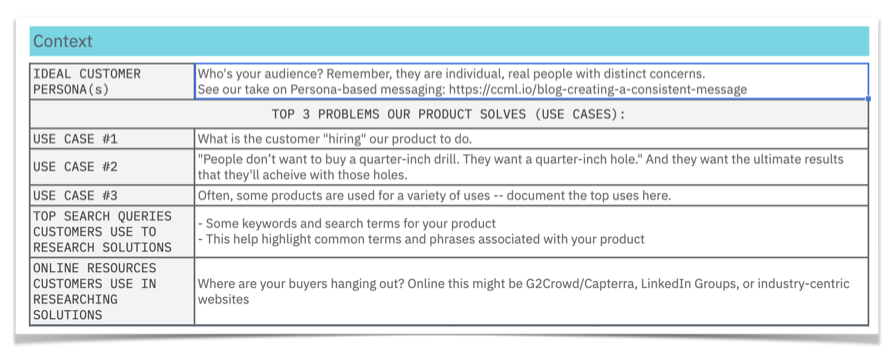 Context
IDEAL CUSTOMER
PERSONA(s)
Who's your audience? Remember, they are individual, real people with distinct concerns.
See our take on Persona-based messaging: https://ccml.io/blog-creating-a-consistent-message
TOP 3 PROBLEMS OUR PRODUCT SOLVES (USE CASES):
USE CASE #1
What is the customer "hiring" our product to do.
USE CASE #2
"People don’t want to buy a quarter-inch drill. They want a quarter-inch hole." And they want the ultimate results
that they'll acheive with those holes.
USE CASE #3
Often, some products are used for a variety of uses -- document the top uses here.
TOP SEARCH QUERIES
CUSTOMERS USE TO
RESEARCH SOLUTIONS
- Some keywords and search terms for your product
- This help highlight common terms and phrases associated with your product
ONLINE RESOURCES
CUSTOMERS USE IN
RESEARCHING
SOLUTIONS
Where are your buyers hanging out? Online this might be G2Crowd/Capterra, LinkedIn Groups, or industry-centric
websites